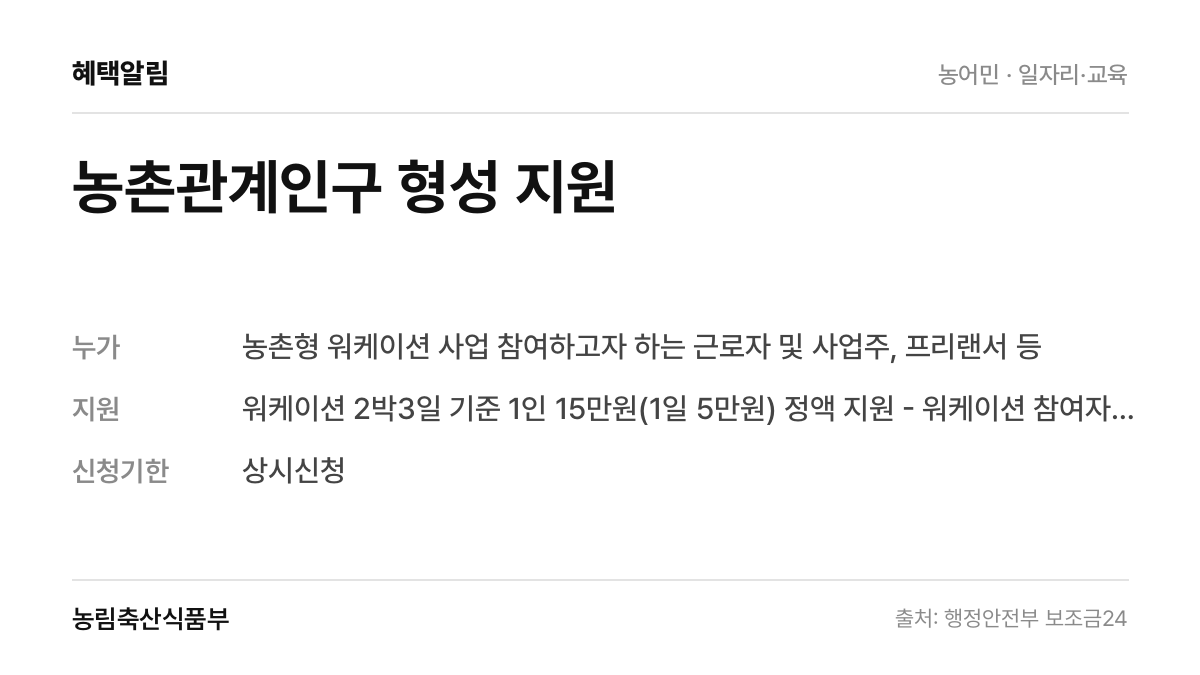 혜택알림
농어민 · 일자리·교육
농촌관계인구 형성 지원
누가 농촌형 워케이션 사업 참여하고자 하는 근로자 및 사업주, 프리랜서 등
지원 워케이션 2박3일 기준 1인 15만원(1일 5만원) 정액 지원 - 워케이션 참여자...
신청기한 상시신청
농림축산식품부
출처: 행정안전부 보조금24